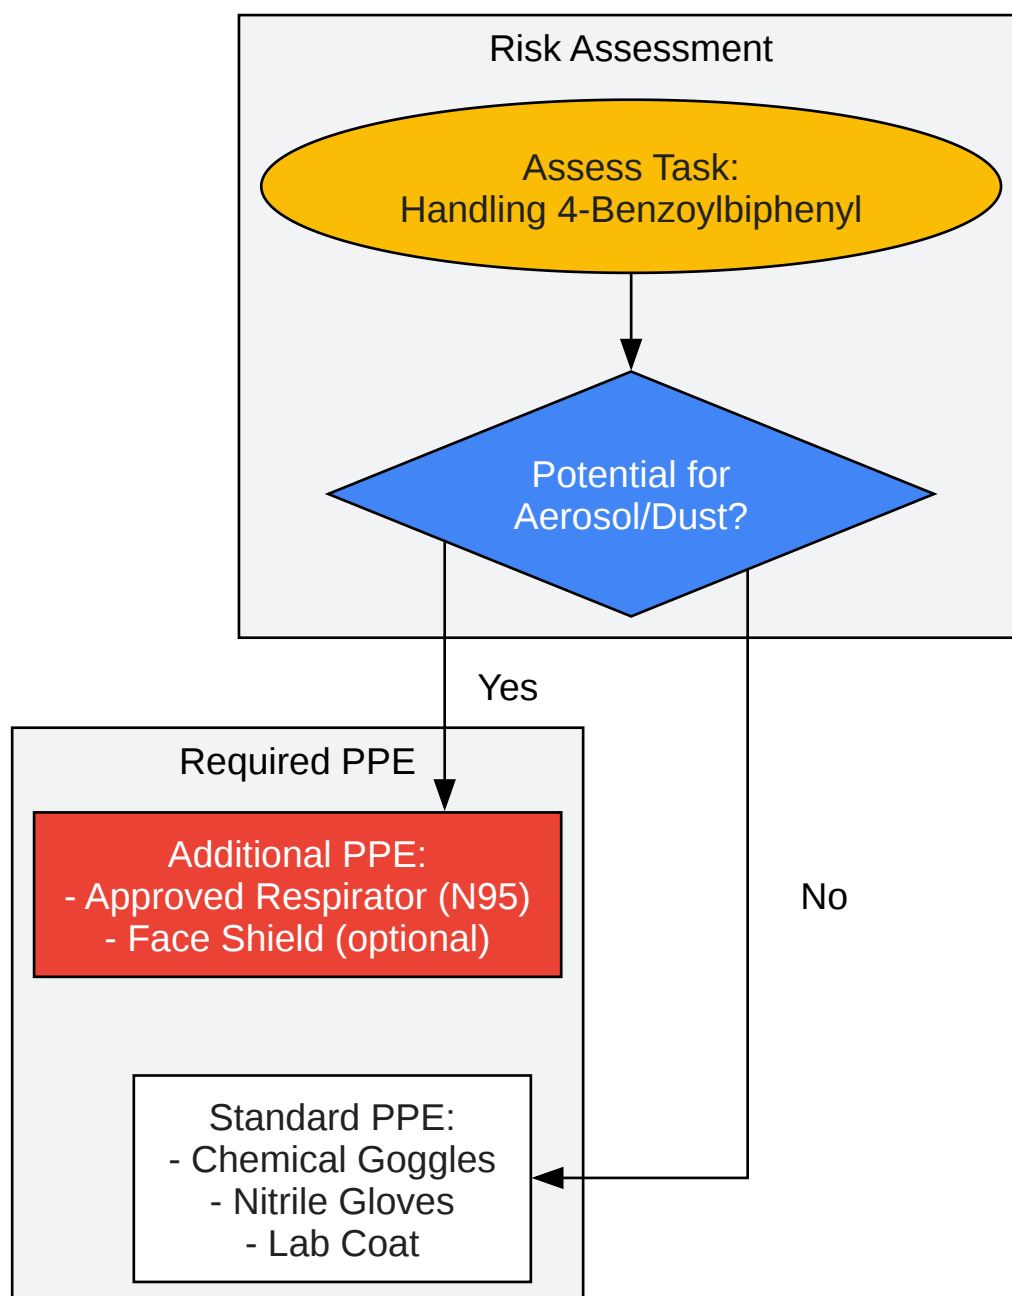 Risk Assessment
Assess Task:
Handling 4-Benzoylbiphenyl
Potential for
Aerosol/Dust?
Yes
Required PPE
Additional PPE:
- Approved Respirator (N95)
- Face Shield (optional)
No
Standard PPE:
- Chemical Goggles
- Nitrile Gloves
- Lab Coat